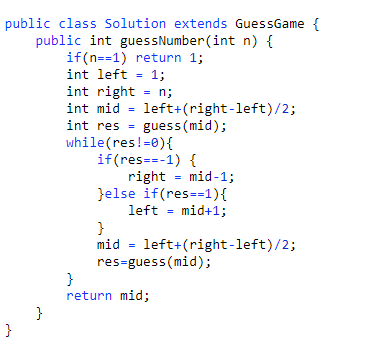 public class Solution extends GuessGame {
    public int guessNumber(int n) {
        if(n==1) return 1;
        int left = 1;
        int right = n;
        int mid = left+(right-left)/2;
        int res = guess(mid);
        while(res!=0){
            if(res==-1) {
                right = mid-1;
            }else if(res==1){
                left = mid+1;
            }
            mid = left+(right-left)/2;
            res=guess(mid);
        }
        return mid;
    }
}